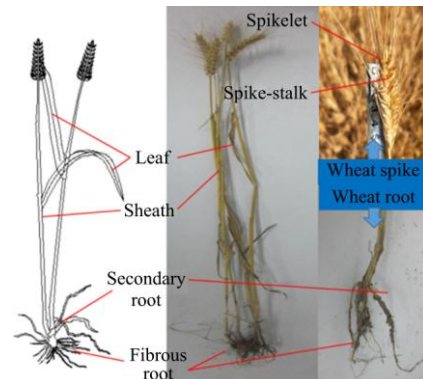 Spikelet
Spike-stalk
Leaf
Wheat spike
Wheat root
Sheath
Secondary
root
Fibrous
root